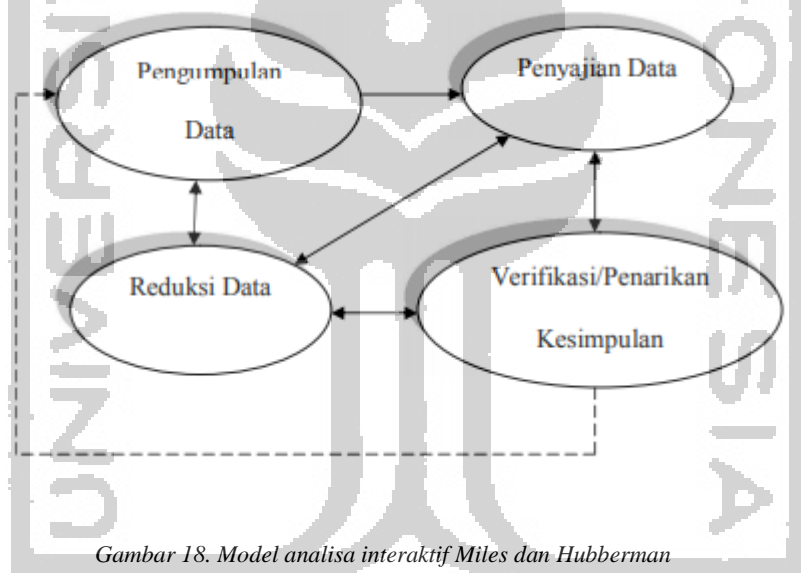 Pengumpulan
Data
Penyajian Data
Reduksi Data
Verifikasi/Penarikan
Kesimpulan
Gambar 18. Model analisa interaktif Miles dan Hubberman